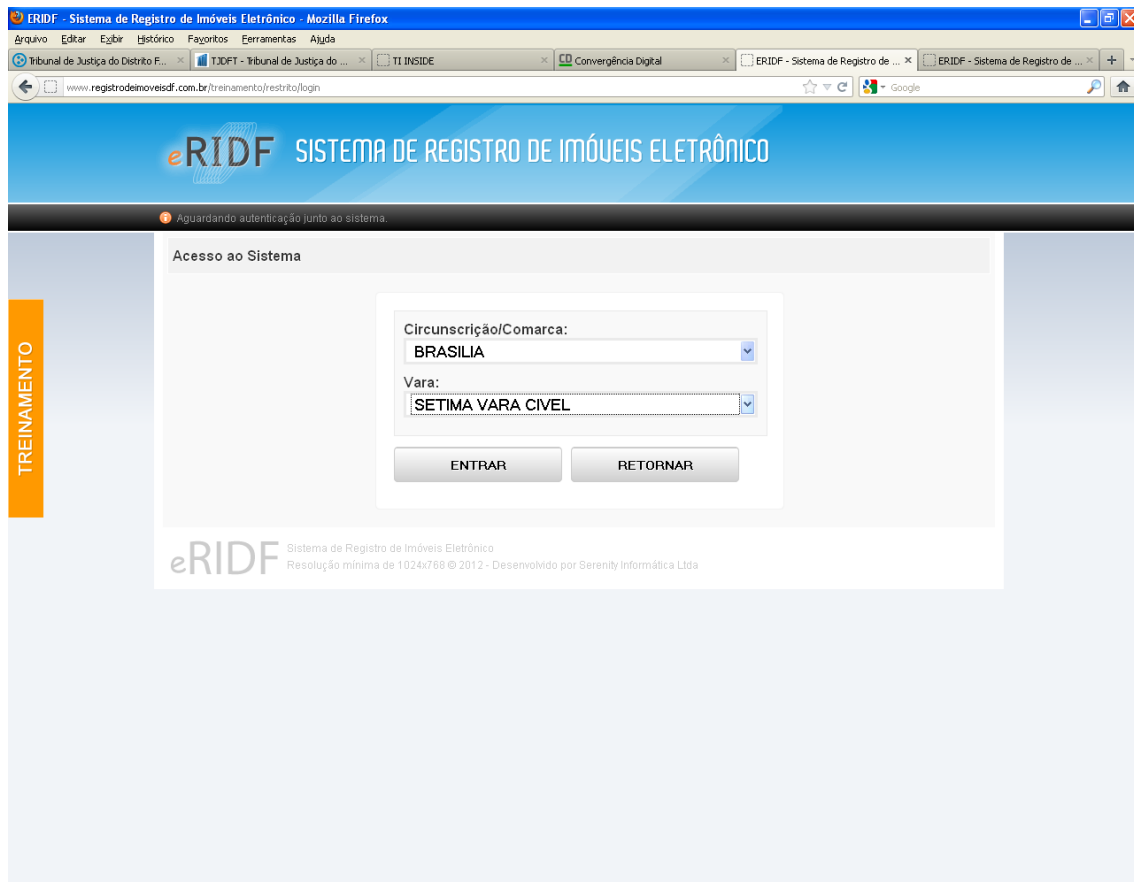 ERIDF - Sistema de Registro de Imóveis Eletrônico - Mozilla Firefox
Arquivo Editar Exibir Histórico Favoritos Ferramentas Ajuda
Tribunal de Justiça do Distrito F... TJDFT - Tribunal de Justiça do ... TI INSIDE CD Convergência Digital ERIDF - Sistema de Registro de ... ERIDF - Sistema de Registro de ...
www.registrodeimoveisdf.com.br/treinamento/restrito/login Google
eRIDF SISTEMA DE REGISTRO DE IMÓVEIS ELETRÔNICO
Aguardando autenticação junto ao sistema.
Acesso ao Sistema
TREINAMENTO
Circunscrição/Comarca:
BRASILIA
Vara:
SETIMA VARA CIVEL
ENTRAR RETORNAR
eRIDF Sistema de Registro de Imóveis Eletrônico
Resolução mínima de 1024x768 © 2012 - Desenvolvido por Serenity Informática Ltda